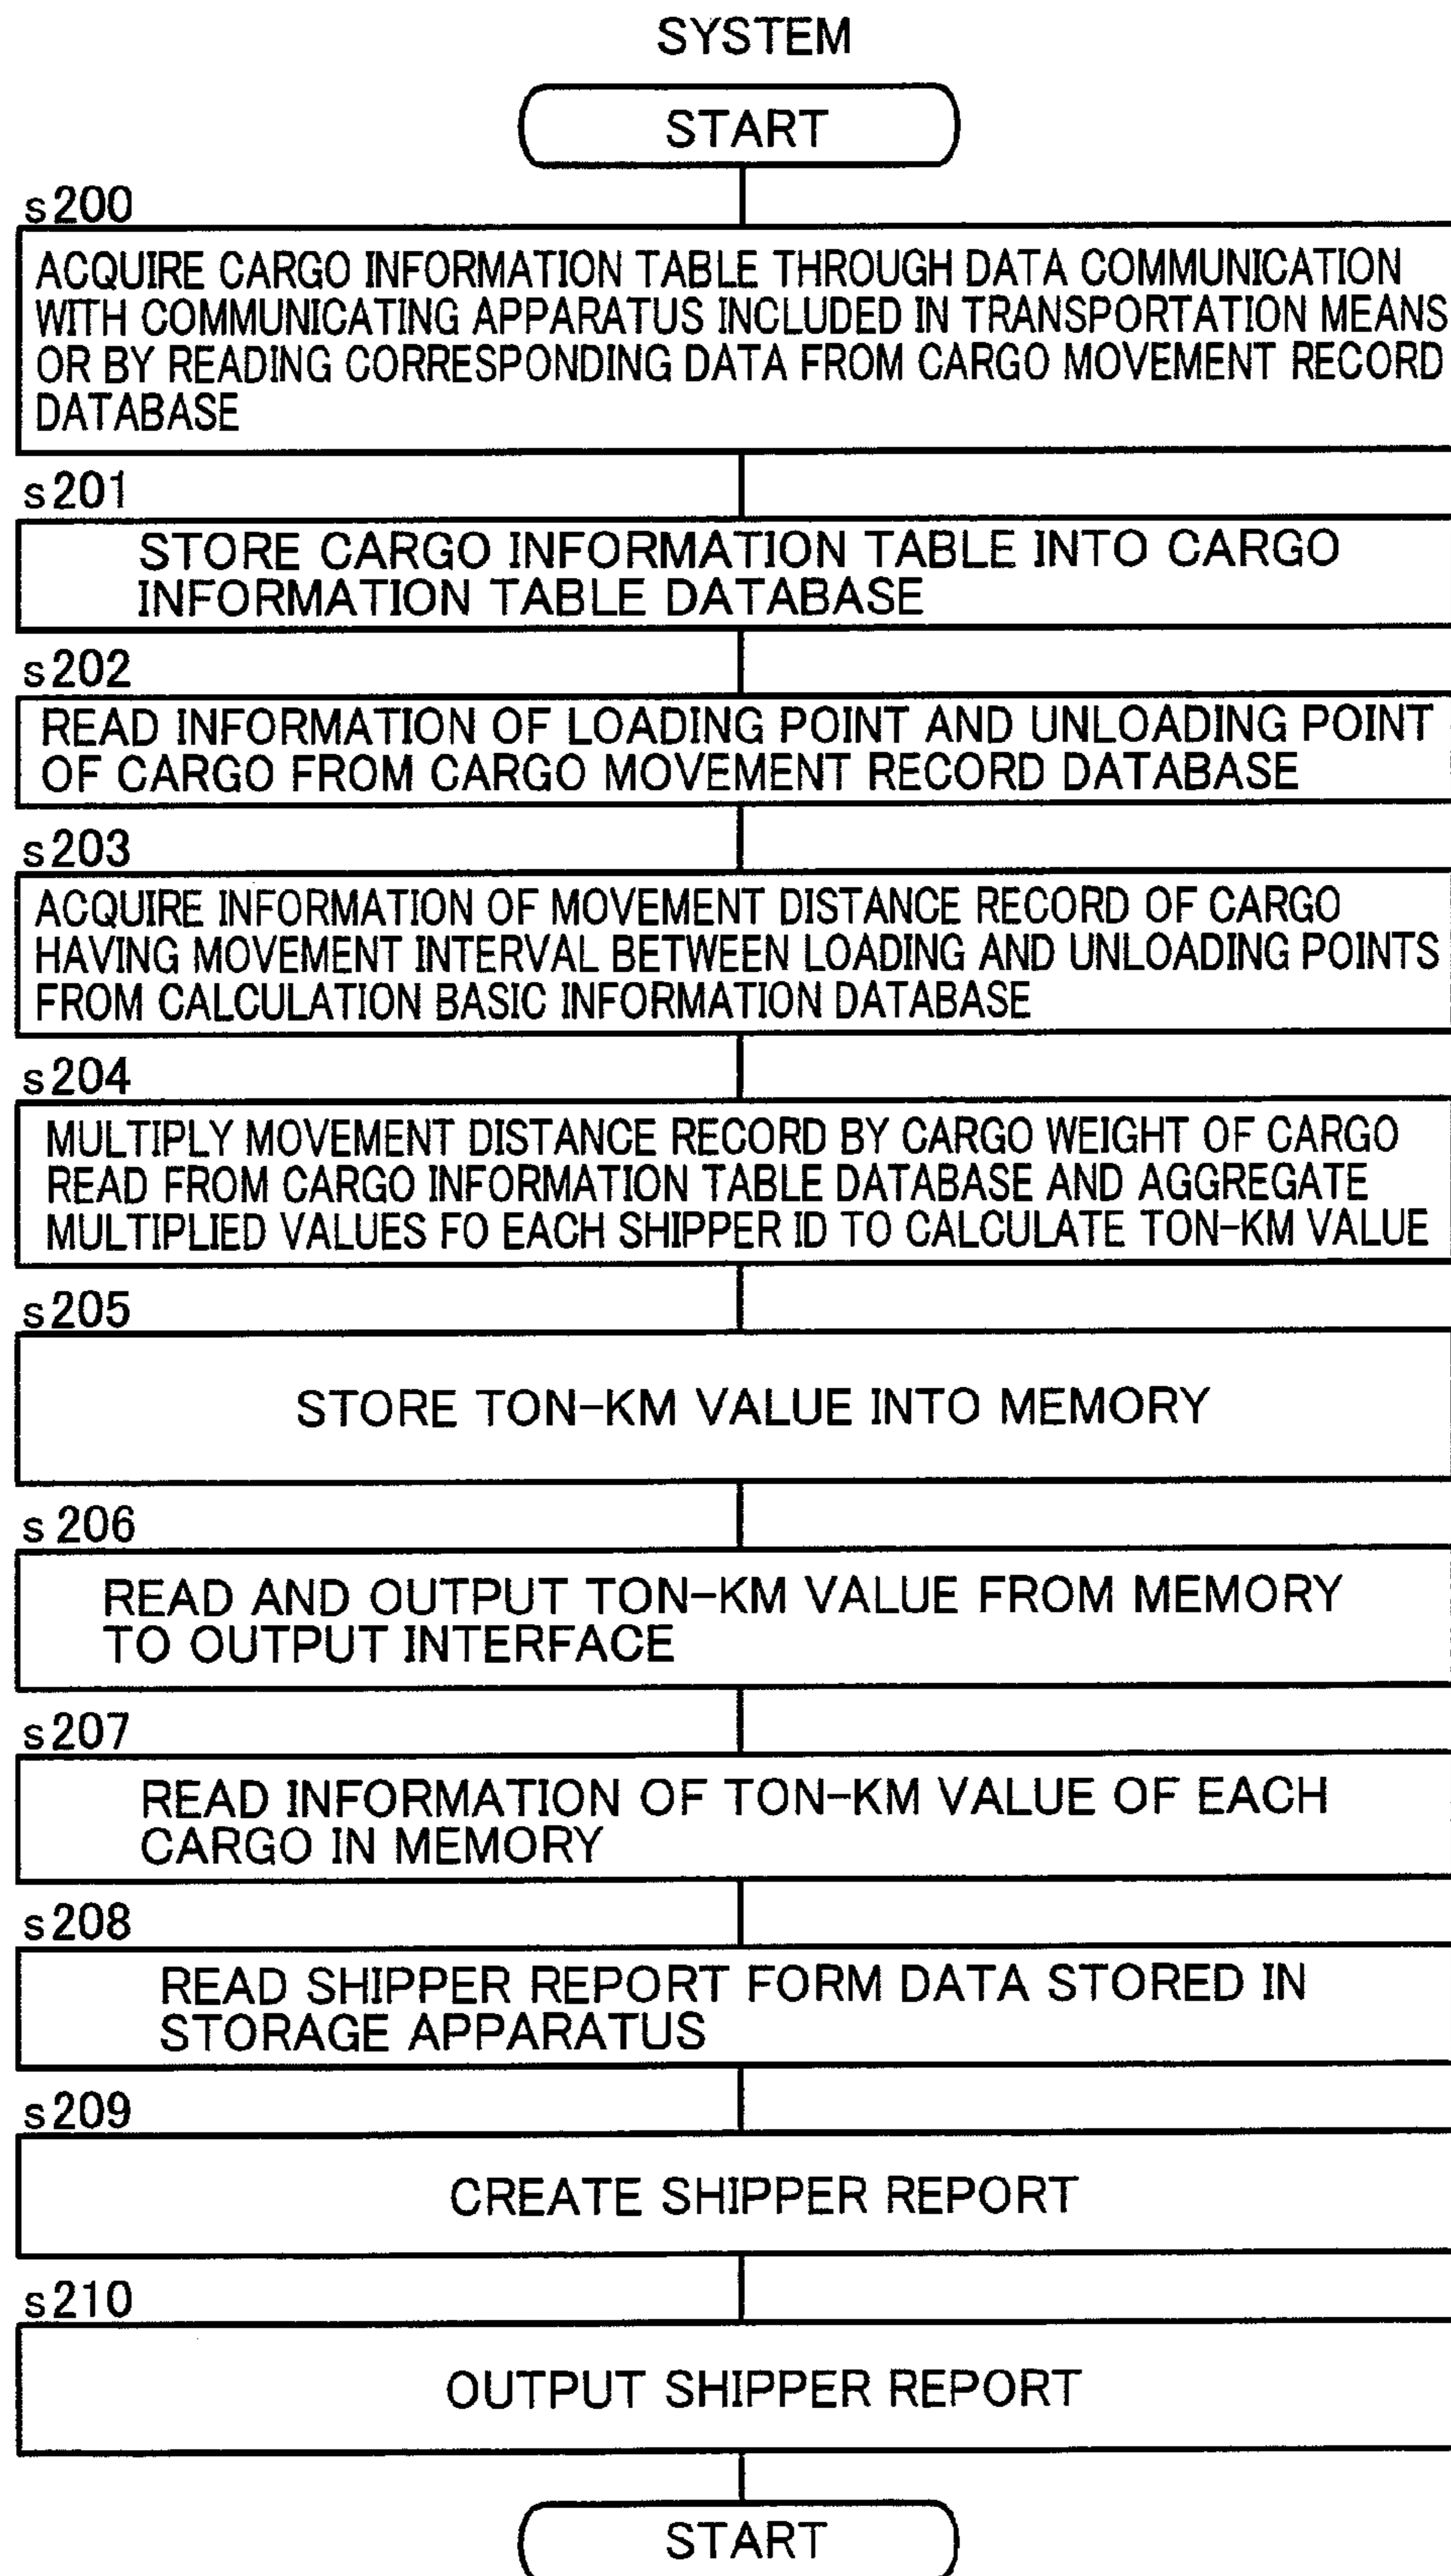 SYSTEM
START
s200
ACQUIRE CARGO INFORMATION TABLE THROUGH DATA COMMUNICATION
WITH COMMUNICATING APPARATUS INCLUDED IN TRANSPORTATION MEANS
OR BY READING CORRESPONDING DATA FROM CARGO MOVEMENT RECORD
DATABASE
s201
STORE CARGO INFORMATION TABLE INTO CARGO
INFORMATION TABLE DATABASE
s202
READ INFORMATION OF LOADING POINT AND UNLOADING POINT
OF CARGO FROM CARGO MOVEMENT RECORD DATABASE
s203
ACQUIRE INFORMATION OF MOVEMENT DISTANCE RECORD OF CARGO
HAVING MOVEMENT INTERVAL BETWEEN LOADING AND UNLOADING POINTS
FROM CALCULATION BASIC INFORMATION DATABASE
s204
MULTIPLY MOVEMENT DISTANCE RECORD BY CARGO WEIGHT OF CARGO
READ FROM CARGO INFORMATION TABLE DATABASE AND AGGREGATE
MULTIPLIED VALUES FO EACH SHIPPER ID TO CALCULATE TON-KM VALUE
s205
STORE TON-KM VALUE INTO MEMORY
s206
READ AND OUTPUT TON-KM VALUE FROM MEMORY
TO OUTPUT INTERFACE
s207
READ INFORMATION OF TON-KM VALUE OF EACH
CARGO IN MEMORY
s208
READ SHIPPER REPORT FORM DATA STORED IN
STORAGE APPARATUS
s209
CREATE SHIPPER REPORT
s210
OUTPUT SHIPPER REPORT
START